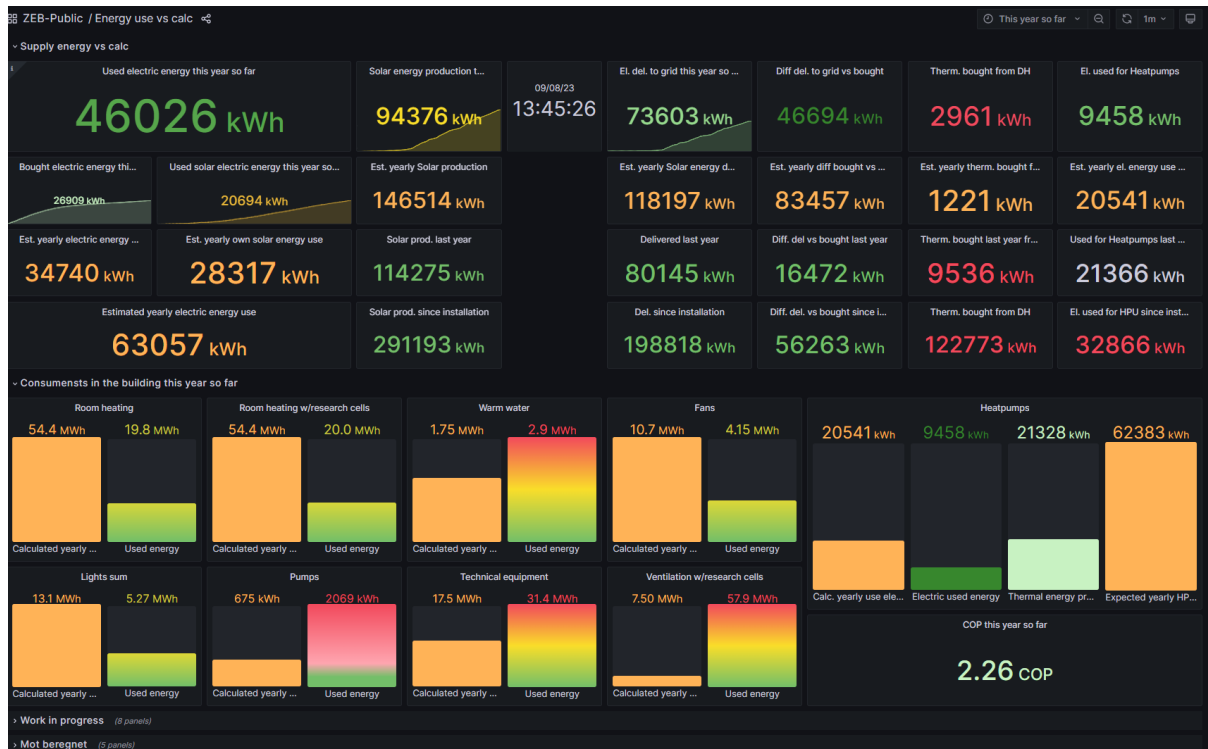 ZEB-Public / Energy use vs calc
This year so far
1m
Supply energy vs calc
i
Used electric energy this year so far
46026 kWh
Solar energy production t...
94376 kWh
09/08/23
13:45:26
El. del. to grid this year so ...
73603 kWh
Diff del. to grid vs bought
46694 kWh
Therm. bought from DH
2961 kWh
El. used for Heatpumps
9458 kWh
Bought electric energy thi...
26909 kWh
Used solar electric energy this year so...
20694 kWh
Est. yearly Solar production
146514 kWh
Est. yearly Solar energy d...
118197 kWh
Est. yearly diff bought vs ...
83457 kWh
Est. yearly therm. bought f...
1221 kWh
Est. yearly el. energy use ...
20541 kWh
Est. yearly electric energy ...
34740 kWh
Est. yearly own solar energy use
28317 kWh
Solar prod. last year
114275 kWh
Delivered last year
80145 kWh
Diff. del vs bought last year
16472 kWh
Therm. bought last year fr...
9536 kWh
Used for Heatpumps last ...
21366 kWh
Estimated yearly electric energy use
63057 kWh
Solar prod. since installation
291193 kWh
Del. since installation
198818 kWh
Diff. del. vs bought since i...
56263 kWh
Therm. bought from DH
122773 kWh
El. used for HPU since inst...
32866 kWh
Consumensts in the building this year so far
Room heating
54.4 MWh
19.8 MWh
Calculated yearly ...
Used energy
Room heating w/research cells
54.4 MWh
20.0 MWh
Calculated yearly ...
Used energy
Warm water
1.75 MWh
2.9 MWh
Calculated yearly ...
Used energy
Fans
10.7 MWh
4.15 MWh
Calculated yearly ...
Used energy
Heatpumps
20541 kWh
9458 kWh
21328 kWh
62383 kWh
Calc. yearly use ele...
Electric used energy
Thermal energy pr...
Expected yearly HP...
Lights sum
13.1 MWh
5.27 MWh
Calculated yearly ...
Used energy
Pumps
675 kWh
2069 kWh
Calculated yearly ...
Used energy
Technical equipment
17.5 MWh
31.4 MWh
Calculated yearly ...
Used energy
Ventilation w/research cells
7.50 MWh
57.9 MWh
Calculated yearly ...
Used energy
COP this year so far
2.26 COP
Work in progress (8 panels)
Mot beregnet (5 panels)